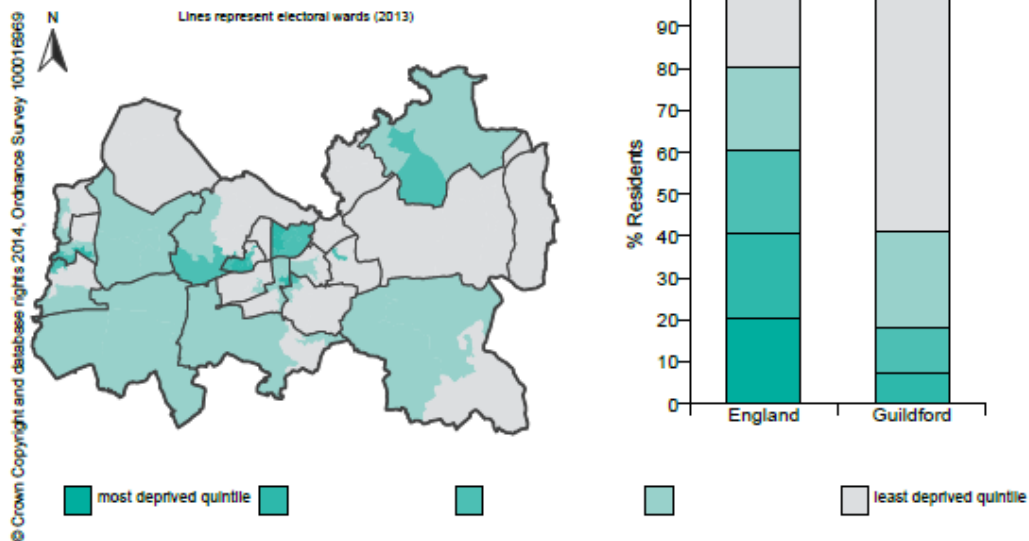 © Crown Copyright and database rights 2014, Ordnance Survey 100016969
N
Lines represent electoral wards (2013)
% Residents
90
80
70
60
50
40
30
20
10
0
England Guildford
most deprived quintile least deprived quintile